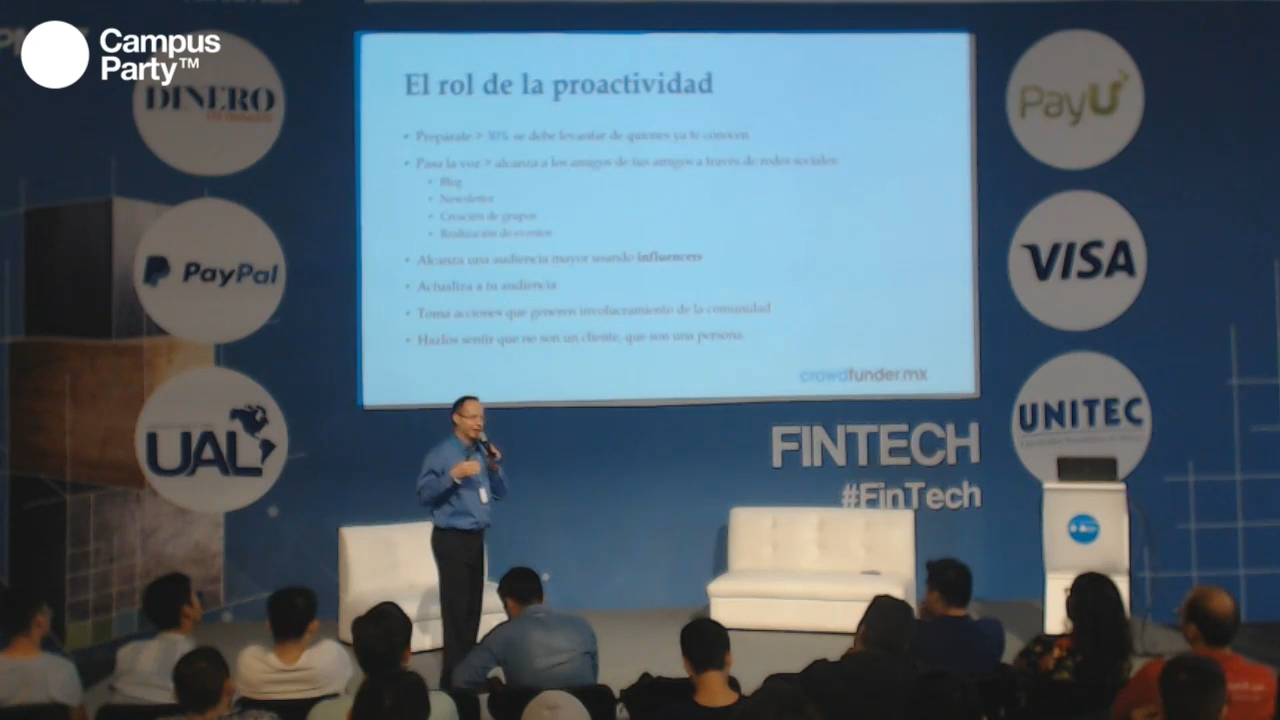 Campus
Party™
DINERO
PayPal
UAL
El rol de la proactividad
• Prepárate > 30% se debe levantar de quienes ya te conocen
• Pasa la voz > alcanza a los amigos de tus amigos a través de redes sociales
• Blog
• Newsletter
• Creación de grupos
• Realización de eventos
• Alcanza una audiencia mayor usando influencers
• Actualiza a tu audiencia
• Toma acciones que generen involucramiento de la comunidad
• Hazlos sentir que no son un cliente, que son una persona.
crowdfunder.mx
FINTECH
#FinTech
PayU
VISA
UNITEC